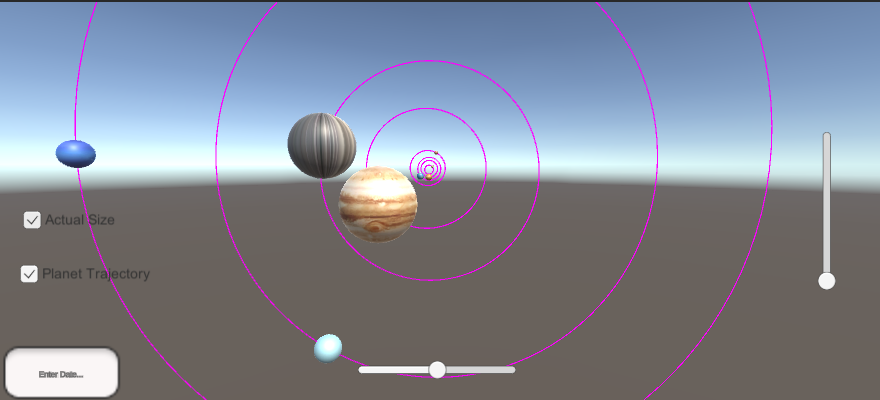 Actual Size
Planet Trajectory
Enter Date...